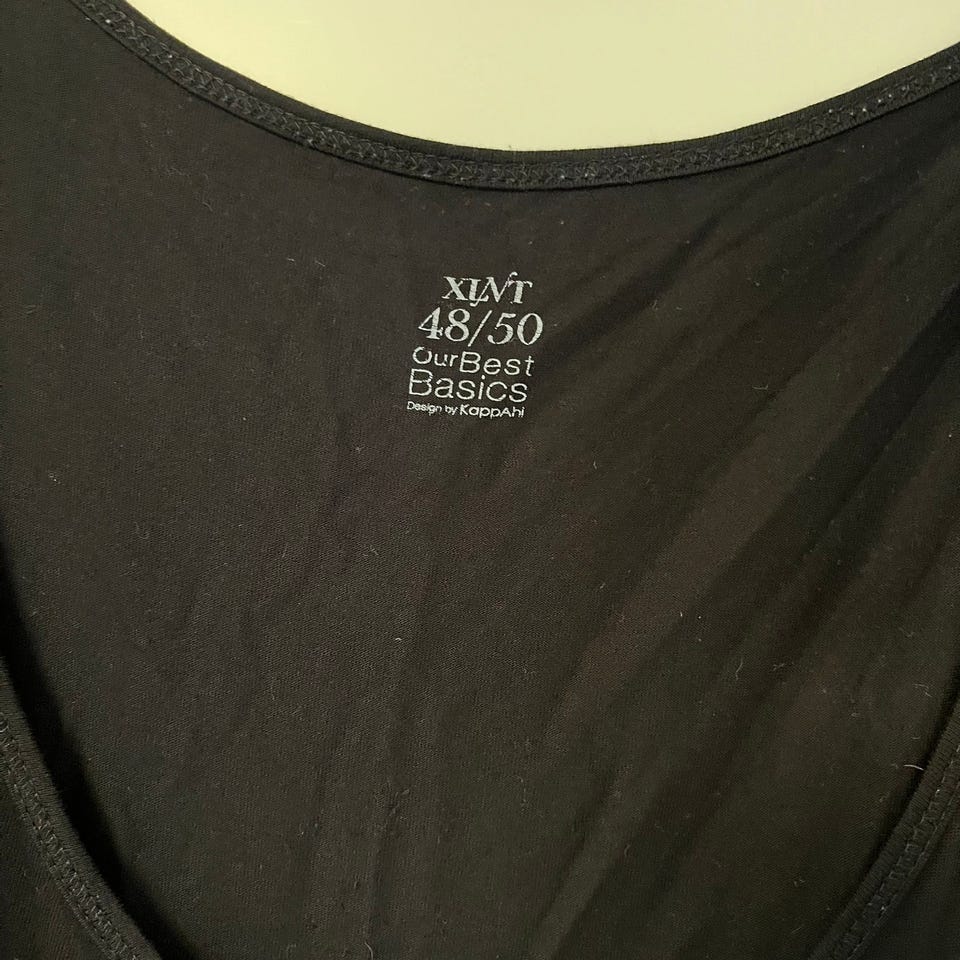 XLNT
48/50
OurBest
Basics
Design by KappAhl